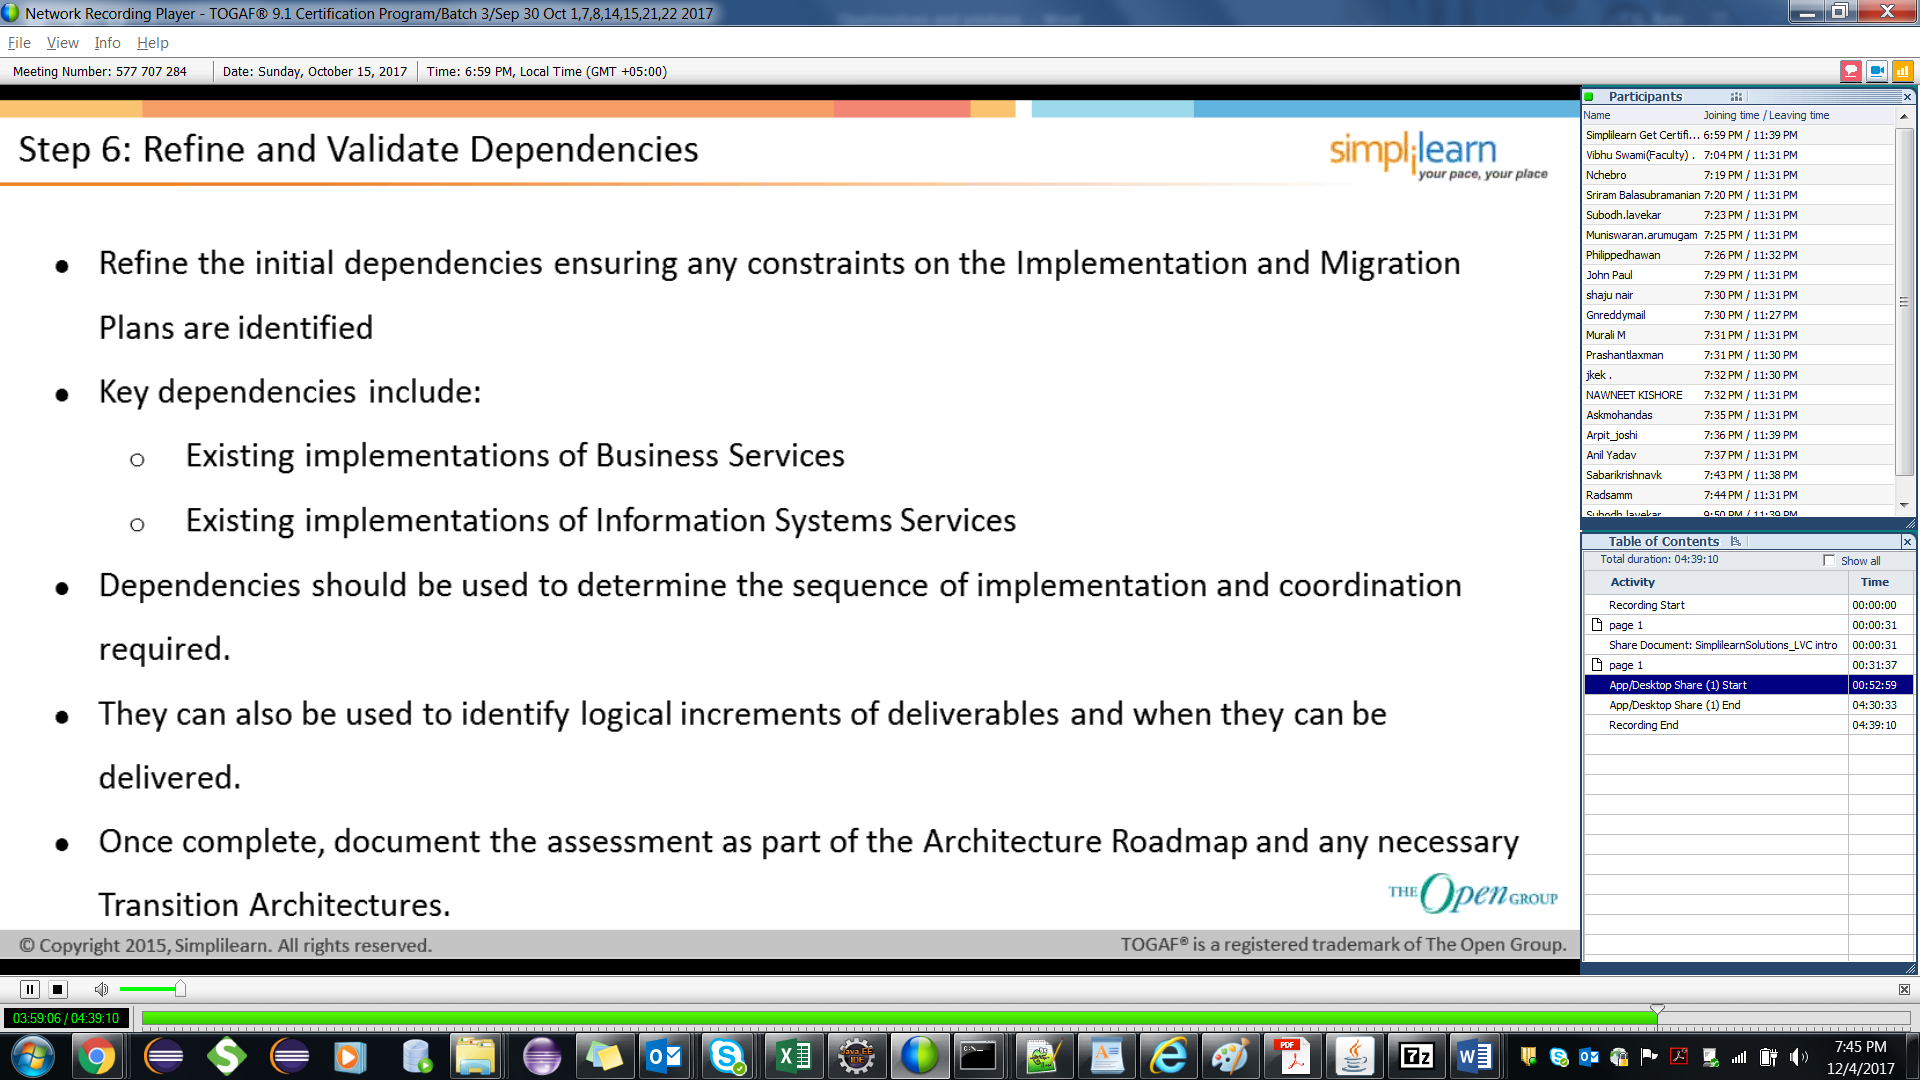 Network Recording Player - TOGAF® 9.1 Certification Program/Batch 3/Sep 30 Oct 1,7,8,14,15,21,22 2017
File View Info Help
Meeting Number: 577 707 284 Date: Sunday, October 15, 2017 Time: 6:59 PM, Local Time (GMT +05:00)
Step 6: Refine and Validate Dependencies
simplilearn
your pace, your place
Refine the initial dependencies ensuring any constraints on the Implementation and Migration
Plans are identified
Key dependencies include:
Existing implementations of Business Services
Existing implementations of Information Systems Services
Dependencies should be used to determine the sequence of implementation and coordination
required.
They can also be used to identify logical increments of deliverables and when they can be
delivered.
Once complete, document the assessment as part of the Architecture Roadmap and any necessary
Transition Architectures.
THE Open GROUP
© Copyright 2015, Simplilearn. All rights reserved. TOGAF® is a registered trademark of The Open Group.
Participants
Name Joining time / Leaving time
Simplilearn Get Certifi... 6:59 PM / 11:39 PM
Vibhu Swami(Faculty) . 7:04 PM / 11:31 PM
Nchebro 7:19 PM / 11:31 PM
Sriram Balasubramanian 7:20 PM / 11:31 PM
Subodh.lavekar 7:23 PM / 11:31 PM
Muniswaran.arumugam 7:25 PM / 11:31 PM
Philippedhawan 7:26 PM / 11:32 PM
John Paul 7:29 PM / 11:31 PM
shaju nair 7:30 PM / 11:31 PM
Gnreddymail 7:30 PM / 11:27 PM
Murali M 7:31 PM / 11:31 PM
Prashantlaxman 7:31 PM / 11:30 PM
jkek . 7:32 PM / 11:30 PM
NAWNEET KISHORE 7:32 PM / 11:31 PM
Askmohandas 7:35 PM / 11:31 PM
Arpit_joshi 7:36 PM / 11:39 PM
Anil Yadav 7:37 PM / 11:31 PM
Sabarikrishnavk 7:43 PM / 11:38 PM
Radsamm 7:44 PM / 11:31 PM
Subodh.lavekar 9:50 PM / 11:39 PM
Table of Contents
Total duration: 04:39:10 Show all
Activity Time
Recording Start 00:00:00
page 1 00:00:31
Share Document: SimplilearnSolutions_LVC intro 00:00:31
page 1 00:31:37
App/Desktop Share (1) Start 00:52:59
App/Desktop Share (1) End 04:30:33
Recording End 04:39:10
03:59:06 / 04:39:10
PDF
7z
7:45 PM
12/4/2017